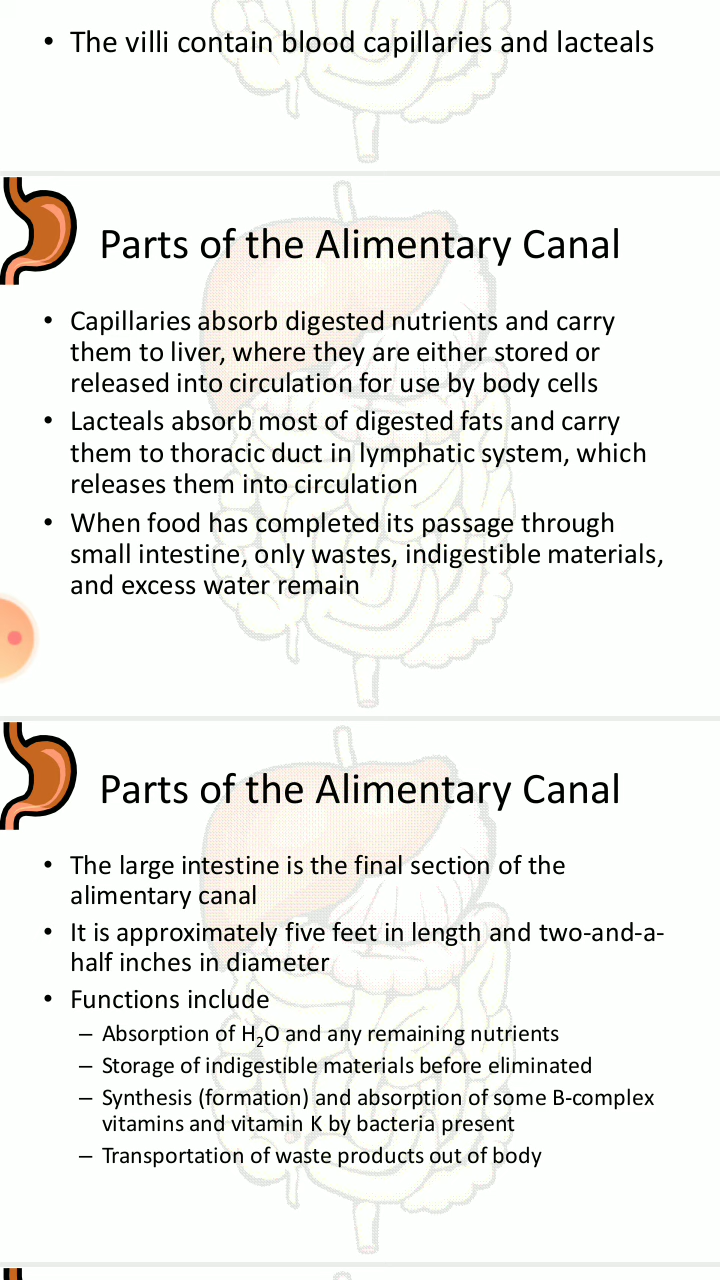 • The villi contain blood capillaries and lacteals
Parts of the Alimentary Canal
• Capillaries absorb digested nutrients and carry
them to liver, where they are either stored or
released into circulation for use by body cells
• Lacteals absorb most of digested fats and carry
them to thoracic duct in lymphatic system, which
releases them into circulation
• When food has completed its passage through
small intestine, only wastes, indigestible materials,
and excess water remain
Parts of the Alimentary Canal
• The large intestine is the final section of the
alimentary canal
• It is approximately five feet in length and two-and-a-
half inches in diameter
• Functions include
– Absorption of H₂O and any remaining nutrients
– Storage of indigestible materials before eliminated
– Synthesis (formation) and absorption of some B-complex
vitamins and vitamin K by bacteria present
– Transportation of waste products out of body